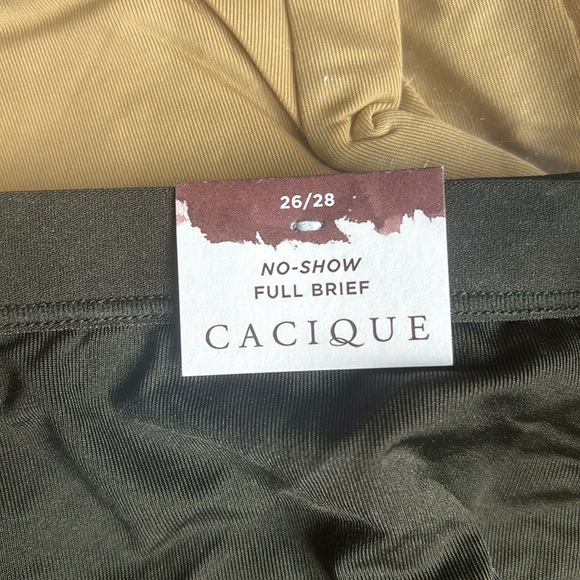 26/28
NO-SHOW
FULL BRIEF
CACIQUE